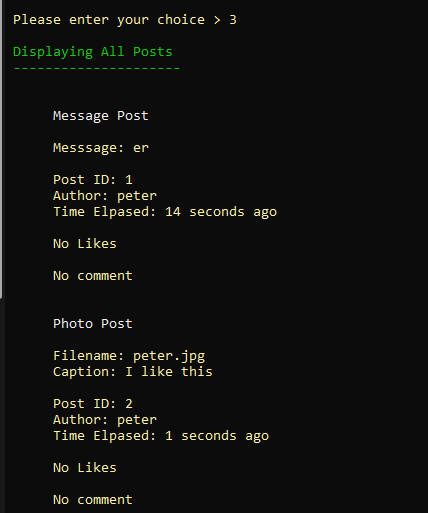 Please enter your choice > 3
Displaying All Posts
---------------------
Message Post
Messsage: er
Post ID: 1
Author: peter
Time Elpased: 14 seconds ago
No Likes
No comment
Photo Post
Filename: peter.jpg
Caption: I like this
Post ID: 2
Author: peter
Time Elpased: 1 seconds ago
No Likes
No comment